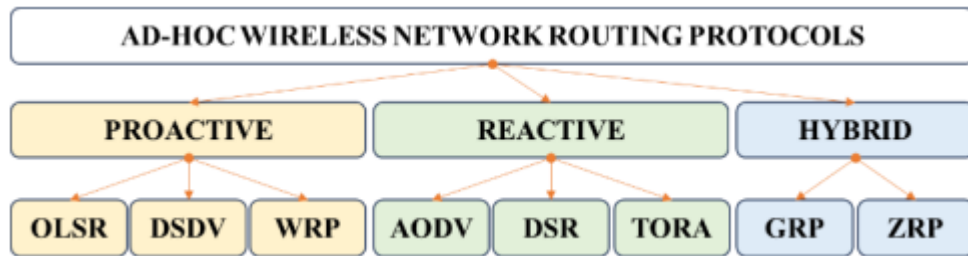 AD-HOC WIRELESS NETWORK ROUTING PROTOCOLS
PROACTIVE REACTIVE HYBRID
OLSR DSDV WRP AODV DSR TORA GRP ZRP